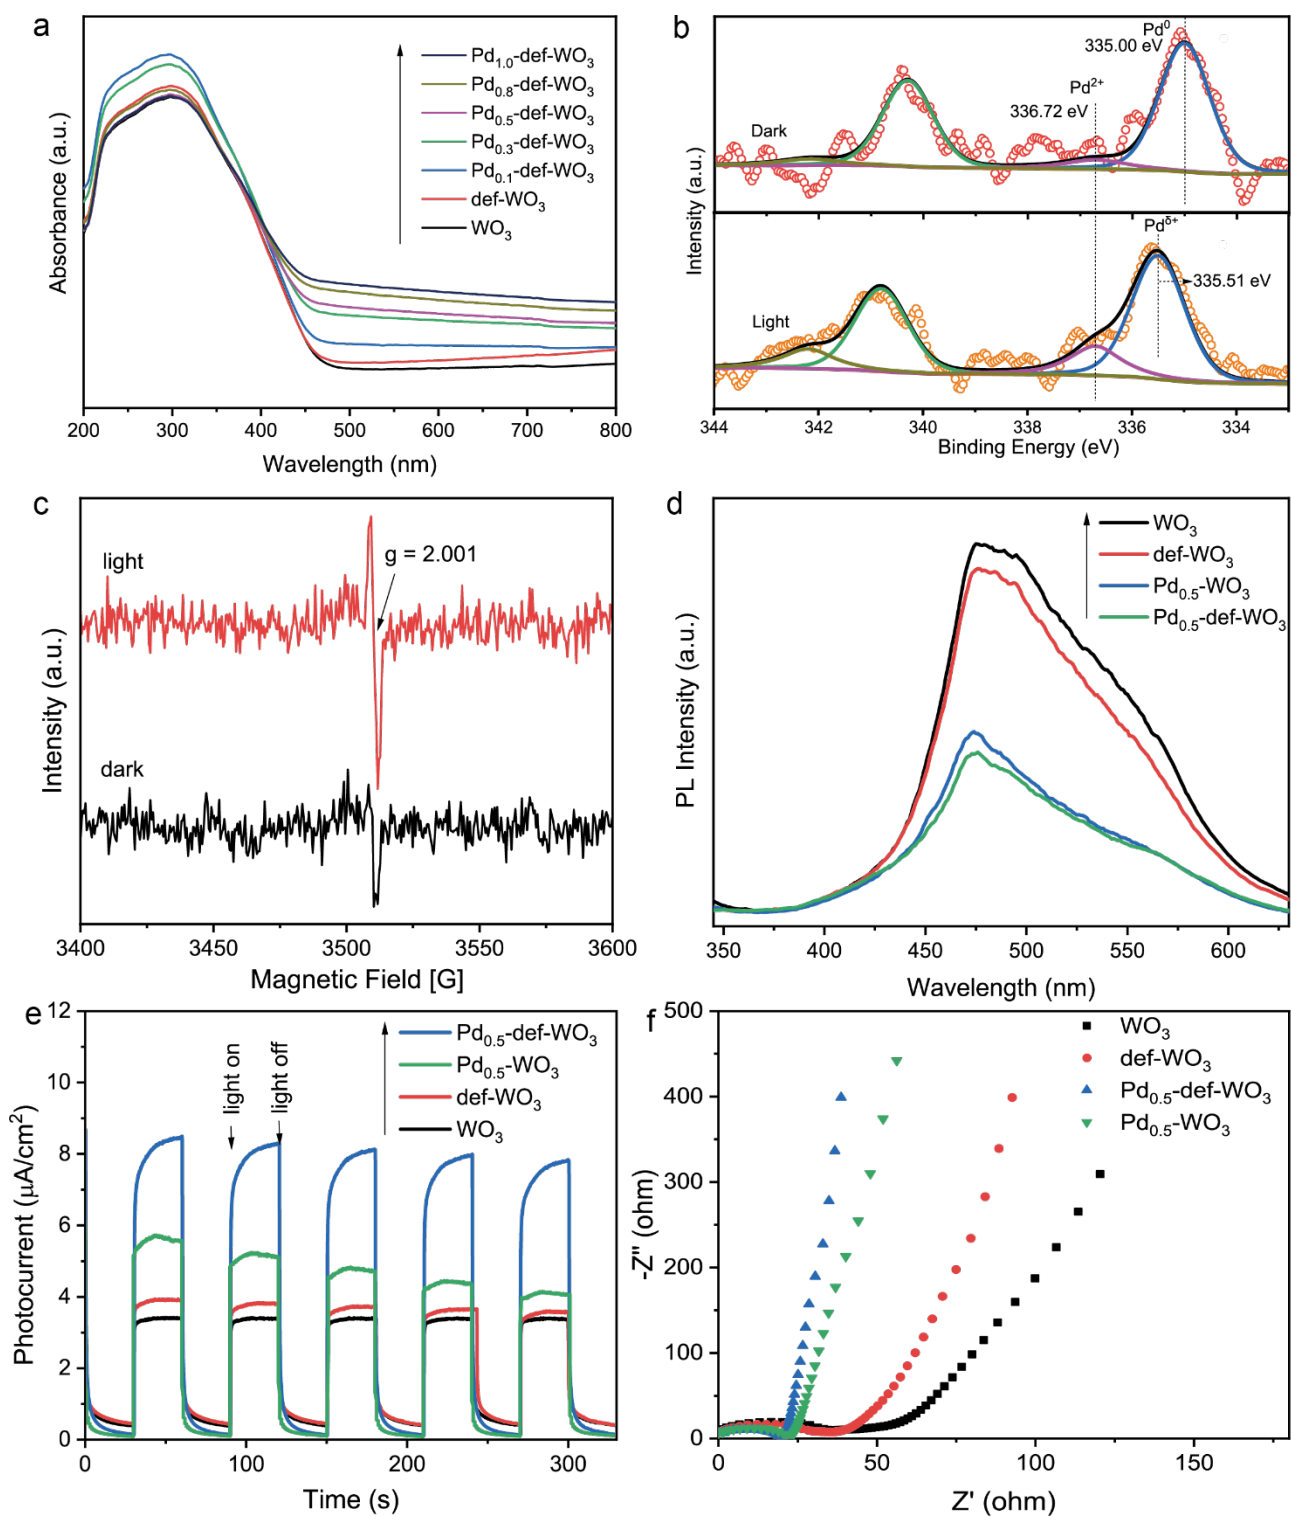 a
Pd1.0-def-WO3
Pd0.8-def-WO3
Pd0.5-def-WO3
Pd0.3-def-WO3
Pd0.1-def-WO3
def-WO3
WO3
Absorbance (a.u.)
200 300 400 500 600 700 800
Wavelength (nm)
b
Pd0
335.00 eV
Pd2+
336.72 eV
Dark
Intensity (a.u.)
Pdδ+
335.51 eV
Light
344 342 340 338 336 334
Binding Energy (eV)
c
light
g = 2.001
dark
Intensity (a.u.)
3400 3450 3500 3550 3600
Magnetic Field [G]
d
WO3
def-WO3
Pd0.5-WO3
Pd0.5-def-WO3
PL Intensity (a.u.)
350 400 450 500 550 600
Wavelength (nm)
e
12
10
8
6
4
2
0
Pd0.5-def-WO3
Pd0.5-WO3
def-WO3
WO3
light on
light off
Photocurrent (μA/cm2)
0 100 200 300
Time (s)
f
500
400
300
200
100
0
WO3
def-WO3
Pd0.5-def-WO3
Pd0.5-WO3
-Z'' (ohm)
0 50 100 150
Z' (ohm)